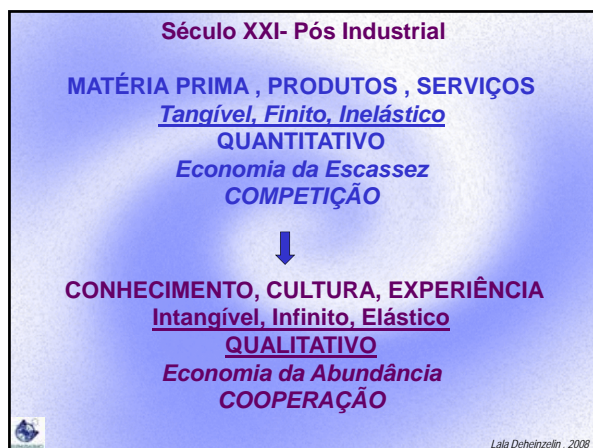 Século XXI- Pós Industrial
MATÉRIA PRIMA , PRODUTOS , SERVIÇOS
Tangível, Finito, Inelástico
QUANTITATIVO
Economia da Escassez
COMPETIÇÃO
CONHECIMENTO, CULTURA, EXPERIÊNCIA
Intangível, Infinito, Elástico
QUALITATIVO
Economia da Abundância
COOPERAÇÃO
Lala Deheinzelin , 2008